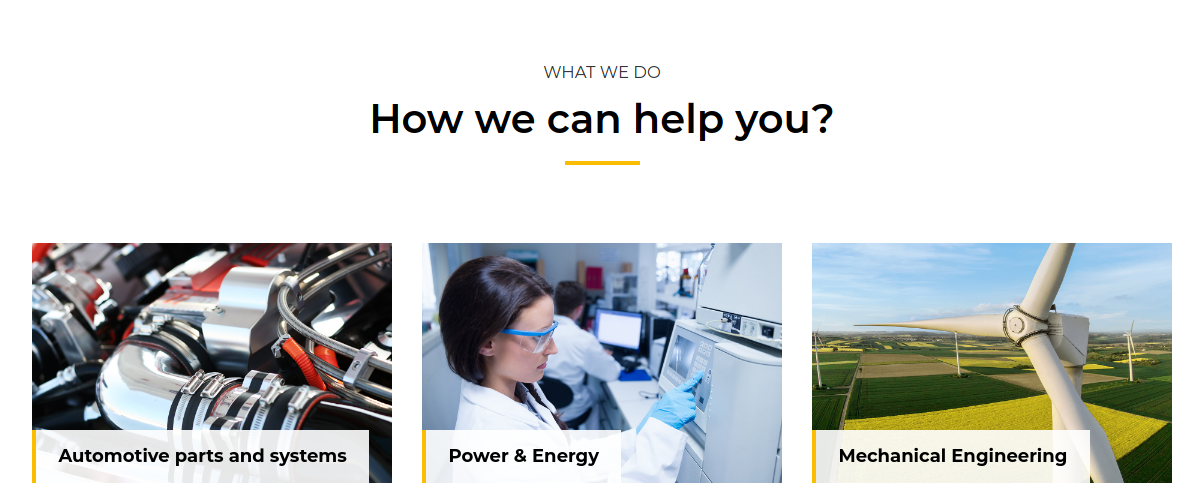 WHAT WE DO
How we can help you?
Automotive parts and systems
Power & Energy
Mechanical Engineering